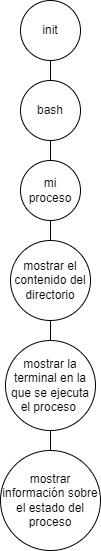 init
bash
mi
proceso
mostrar el
contenido del
directorio
mostrar la
terminal en la
que se ejecuta
el proceso
mostrar
información sobre
el estado del
proceso